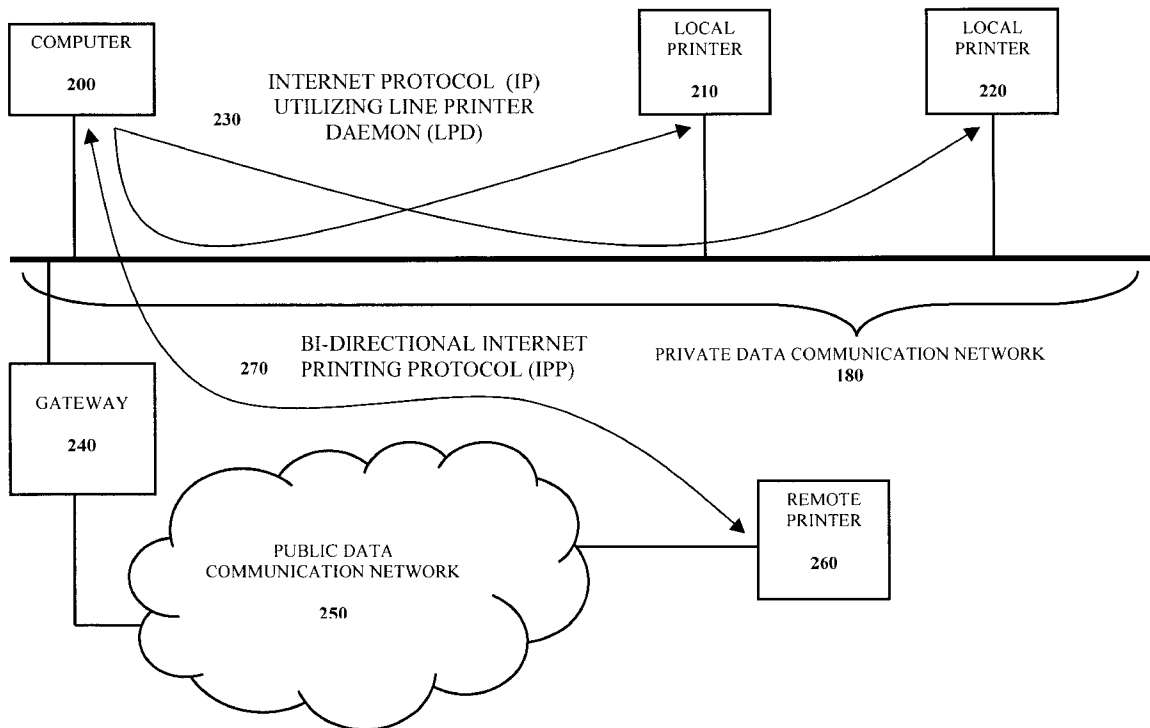 COMPUTER
200
LOCAL
PRINTER
210
LOCAL
PRINTER
220
230
INTERNET PROTOCOL (IP)
UTILIZING LINE PRINTER
DAEMON (LPD)
270
BI-DIRECTIONAL INTERNET
PRINTING PROTOCOL (IPP)
PRIVATE DATA COMMUNICATION NETWORK
180
GATEWAY
240
PUBLIC DATA
COMMUNICATION NETWORK
250
REMOTE
PRINTER
260